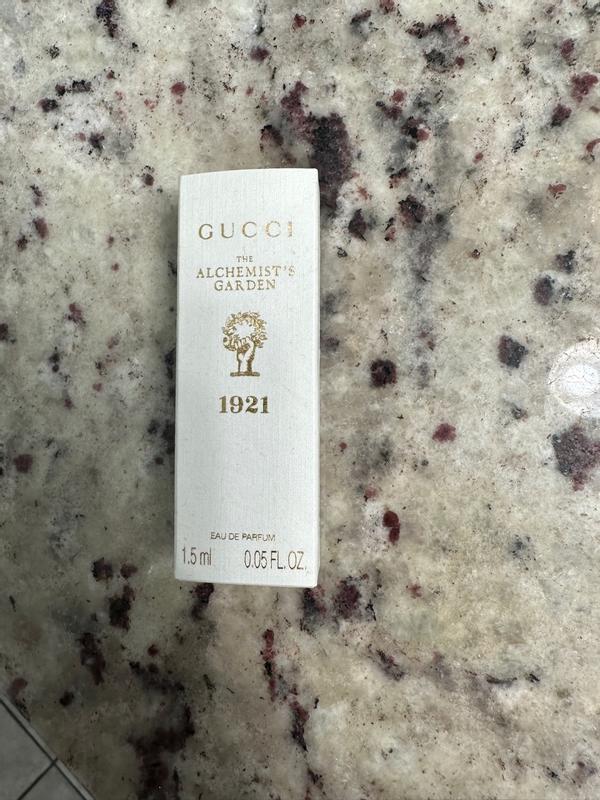 GUCCI
THE
ALCHEMIST'S
GARDEN
1921
EAU DE PARFUM
1.5 ml 0.05 FL. OZ.